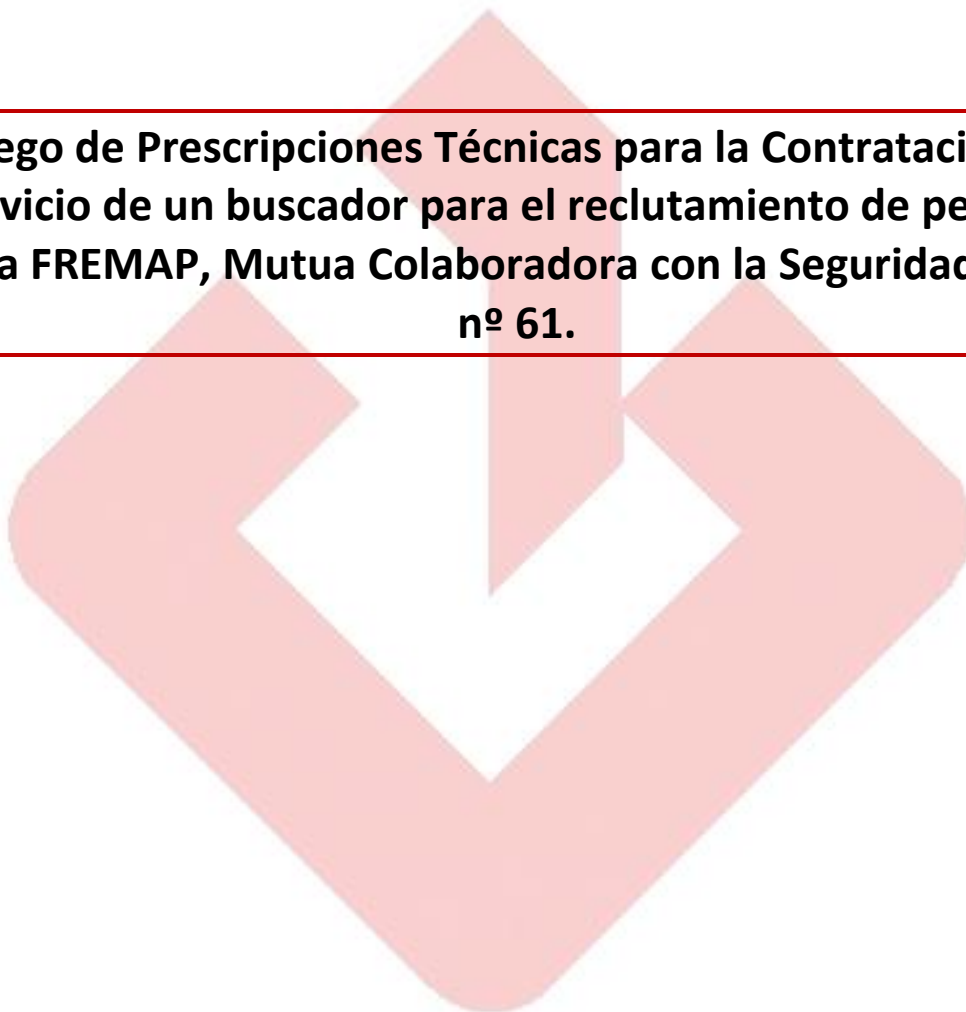 ego de Prescripciones Técnicas para la Contrataci
vicio de un buscador para el reclutamiento de pe
a FREMAP, Mutua Colaboradora con la Seguridad
nº 61.